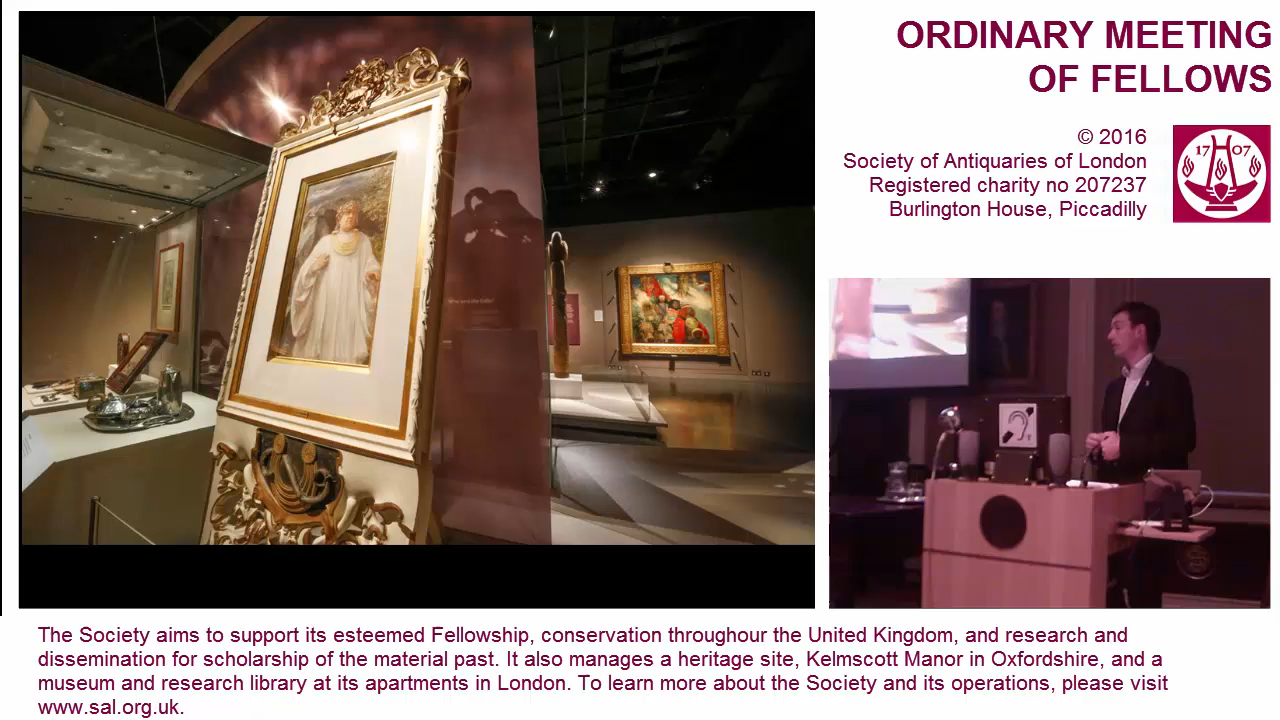 ORDINARY MEETING
OF FELLOWS
© 2016
Society of Antiquaries of London
Registered charity no 207237
Burlington House, Piccadilly
17 07
The Society aims to support its esteemed Fellowship, conservation throughour the United Kingdom, and research and
dissemination for scholarship of the material past. It also manages a heritage site, Kelmscott Manor in Oxfordshire, and a
museum and research library at its apartments in London. To learn more about the Society and its operations, please visit
www.sal.org.uk.